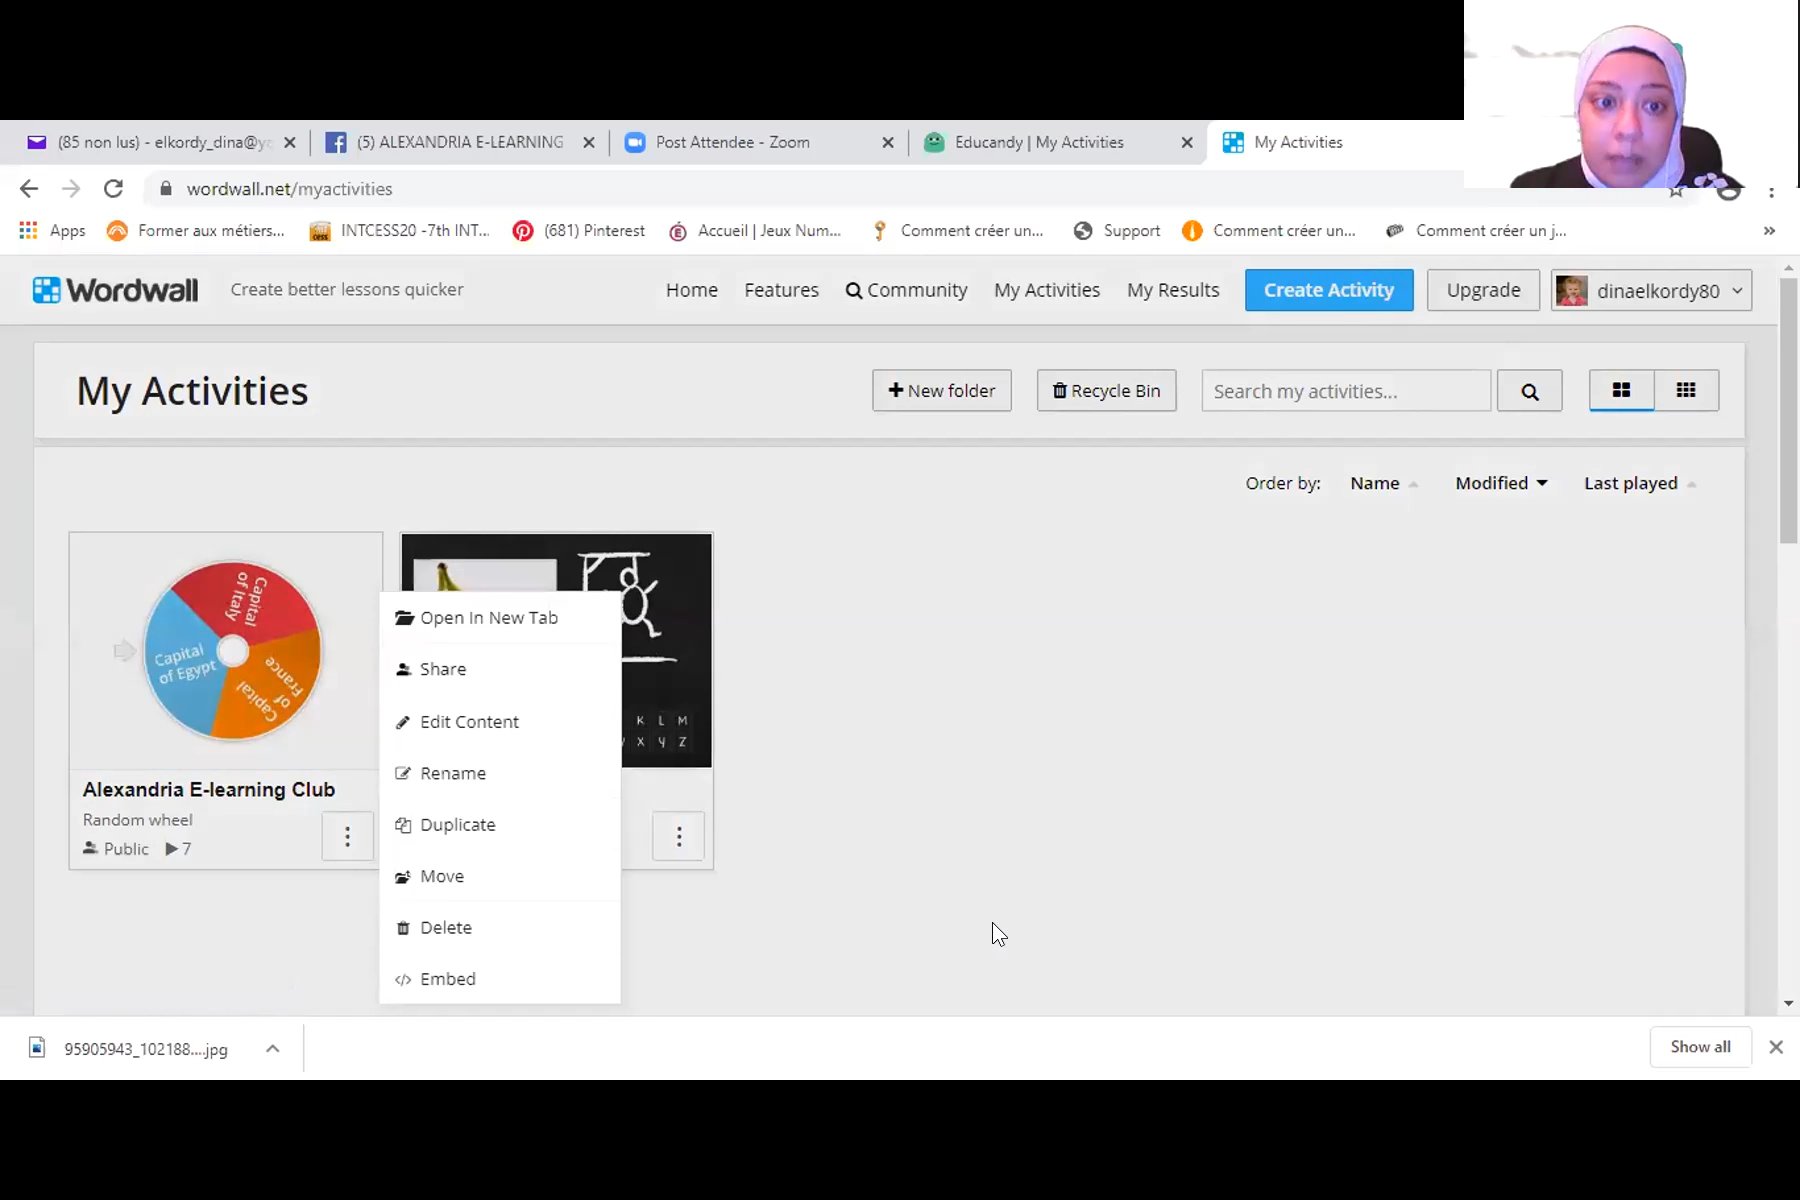 (85 non lus) - elkordy_dina@y
(5) ALEXANDRIA E-LEARNING
Post Attendee - Zoom
Educandy | My Activities
My Activities
wordwall.net/myactivities
Apps
Former aux métiers...
INTCESS20 -7th INT...
(681) Pinterest
Accueil | Jeux Num...
Comment créer un...
Support
Comment créer un...
Comment créer un j...
»
Wordwall
Create better lessons quicker
Home
Features
Community
My Activities
My Results
Create Activity
Upgrade
dinaelkordy80
My Activities
New folder
Recycle Bin
Search my activities...
Order by:
Name
Modified
Last played
Capital
of Italy
Capital
of Egypt
Capital
of
France
Open In New Tab
Share
Edit Content
Rename
Duplicate
Move
Delete
Embed
K L M
X Y Z
Alexandria E-learning Club
Random wheel
Public
7
95905943_102188....jpg
Show all